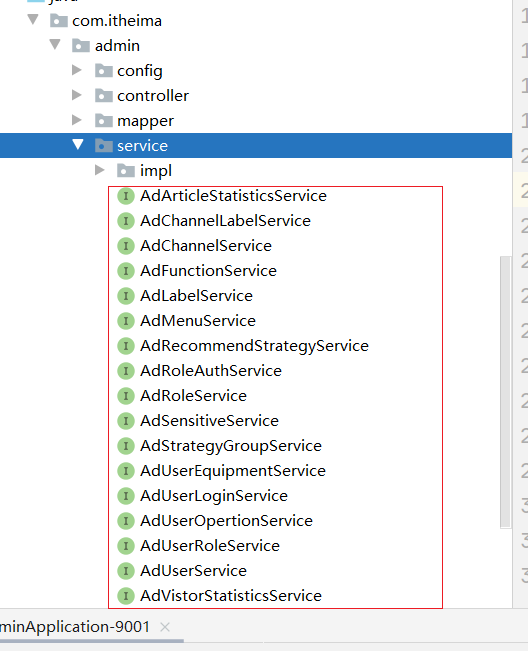 java
com.itheima
admin
config
controller
mapper
service
impl
AdArticleStatisticsService
AdChannelLabelService
AdChannelService
AdFunctionService
AdLabelService
AdMenuService
AdRecommendStrategyService
AdRoleAuthService
AdRoleService
AdSensitiveService
AdStrategyGroupService
AdUserEquipmentService
AdUserLoginService
AdUserOpertionService
AdUserRoleService
AdUserService
AdVistorStatisticsService
minApplication-9001